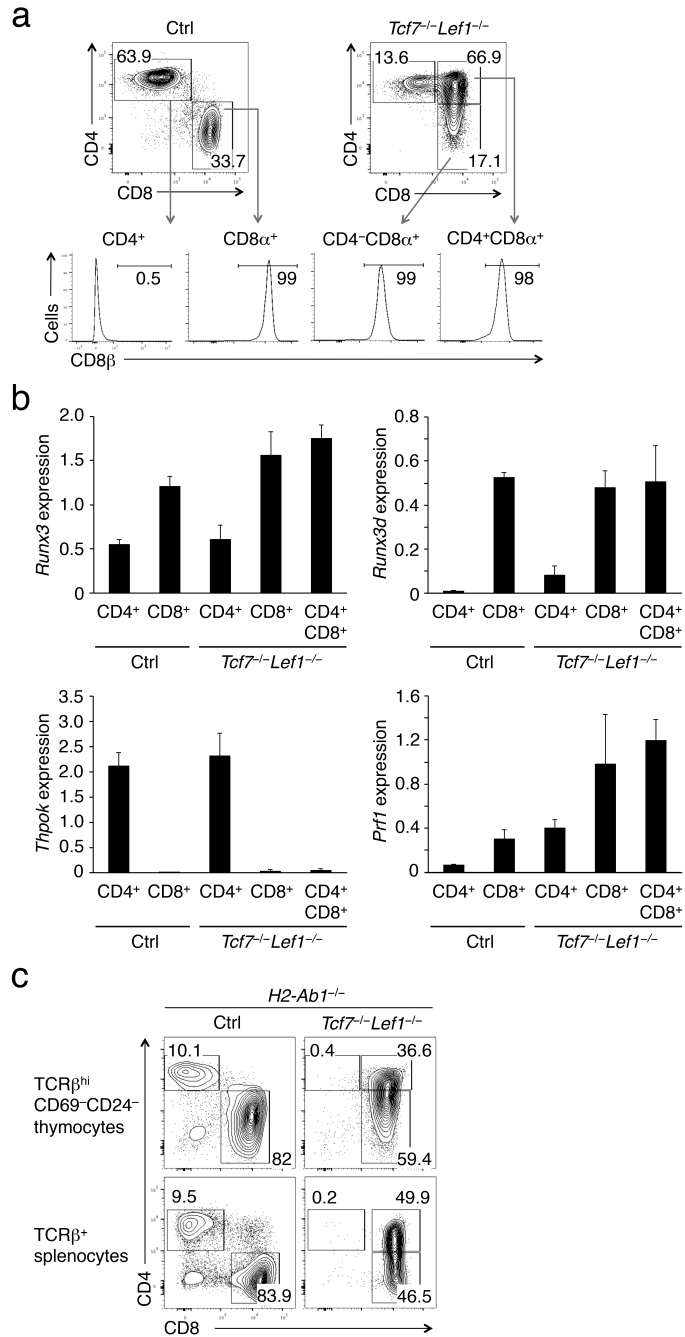 a
Ctrl
Tcf7–/–Lef1–/–
CD4
63.9
33.7
CD8
CD4
13.6
66.9
17.1
CD8
CD4+
CD8α+
CD4–CD8α+
CD4+CD8α+
Cells
0.5
99
99
98
CD8β
b
Runx3 expression
2.0
1.5
1.0
0.5
0
CD4+ CD8+ CD4+ CD8+ CD4+
CD8+
Ctrl
Tcf7–/–Lef1–/–
Runx3d expression
0.8
0.6
0.4
0.2
0
CD4+ CD8+ CD4+ CD8+ CD4+
CD8+
Ctrl
Tcf7–/–Lef1–/–
Thpok expression
3.5
3.0
2.5
2.0
1.5
1.0
0.5
0
CD4+ CD8+ CD4+ CD8+ CD4+
CD8+
Ctrl
Tcf7–/–Lef1–/–
Prf1 expression
1.6
1.2
0.8
0.4
0
CD4+ CD8+ CD4+ CD8+ CD4+
CD8+
Ctrl
Tcf7–/–Lef1–/–
c
H2-Ab1–/–
Ctrl
Tcf7–/–Lef1–/–
TCRβhi
CD69–CD24–
thymocytes
10.1
82
0.4
36.6
59.4
TCRβ+
splenocytes
9.5
83.9
0.2
49.9
46.5
CD4
CD8